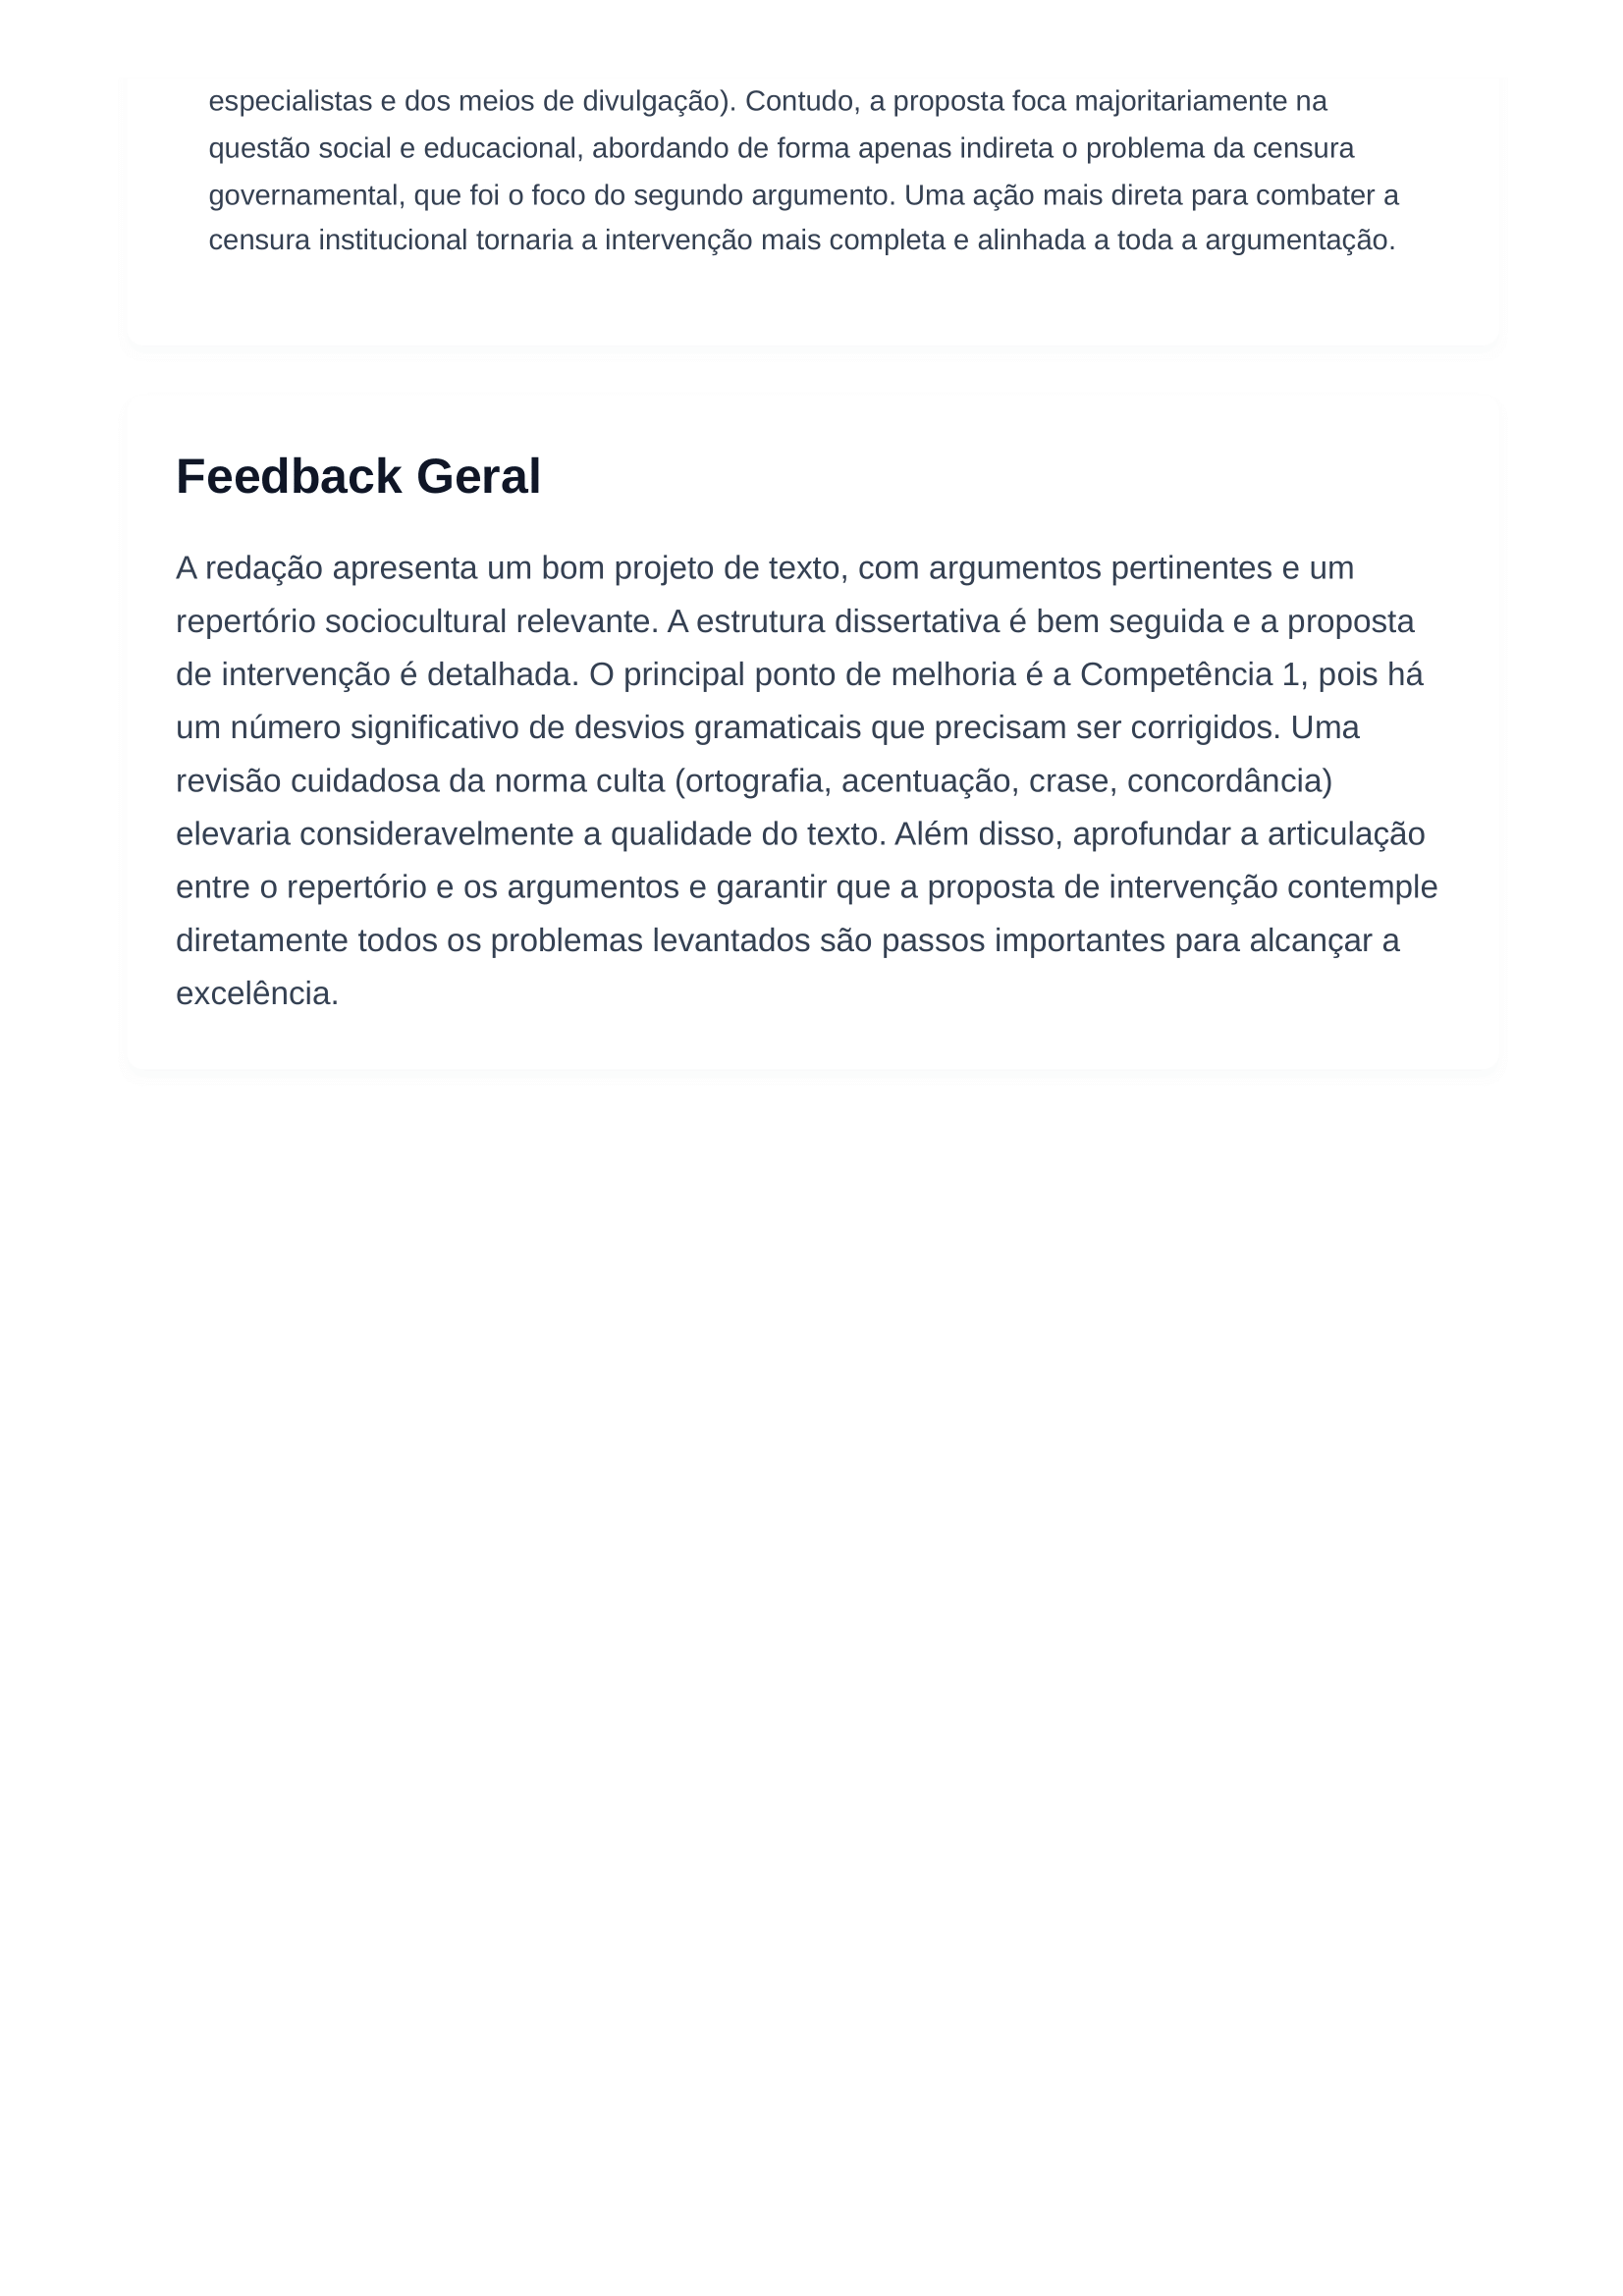 especialistas e dos meios de divulgação). Contudo, a proposta foca majoritariamente na
questão social e educacional, abordando de forma apenas indireta o problema da censura
governamental, que foi o foco do segundo argumento. Uma ação mais direta para combater a
censura institucional tornaria a intervenção mais completa e alinhada a toda a argumentação.
Feedback Geral
A redação apresenta um bom projeto de texto, com argumentos pertinentes e um
repertório sociocultural relevante. A estrutura dissertativa é bem seguida e a proposta
de intervenção é detalhada. O principal ponto de melhoria é a Competência 1, pois há
um número significativo de desvios gramaticais que precisam ser corrigidos. Uma
revisão cuidadosa da norma culta (ortografia, acentuação, crase, concordância)
elevaria consideravelmente a qualidade do texto. Além disso, aprofundar a articulação
entre o repertório e os argumentos e garantir que a proposta de intervenção contemple
diretamente todos os problemas levantados são passos importantes para alcançar a
excelência.